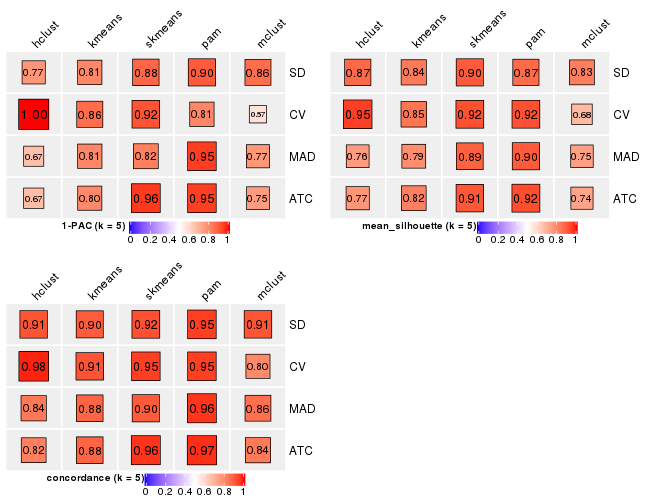 hclust kmeans skmeans pam mclust
0.77 0.81 0.88 0.90 0.86 SD
1.00 0.86 0.92 0.81 0.57 CV
0.67 0.81 0.82 0.95 0.77 MAD
0.67 0.80 0.96 0.95 0.75 ATC
1-PAC (k = 5)
0 0.2 0.4 0.6 0.8 1
hclust kmeans skmeans pam mclust
0.87 0.84 0.90 0.87 0.83 SD
0.95 0.85 0.92 0.92 0.68 CV
0.76 0.79 0.89 0.90 0.75 MAD
0.77 0.82 0.91 0.92 0.74 ATC
mean_silhouette (k = 5)
0 0.2 0.4 0.6 0.8 1
hclust kmeans skmeans pam mclust
0.91 0.90 0.92 0.95 0.91 SD
0.98 0.91 0.95 0.95 0.80 CV
0.84 0.88 0.90 0.96 0.86 MAD
0.82 0.88 0.96 0.97 0.84 ATC
concordance (k = 5)
0 0.2 0.4 0.6 0.8 1